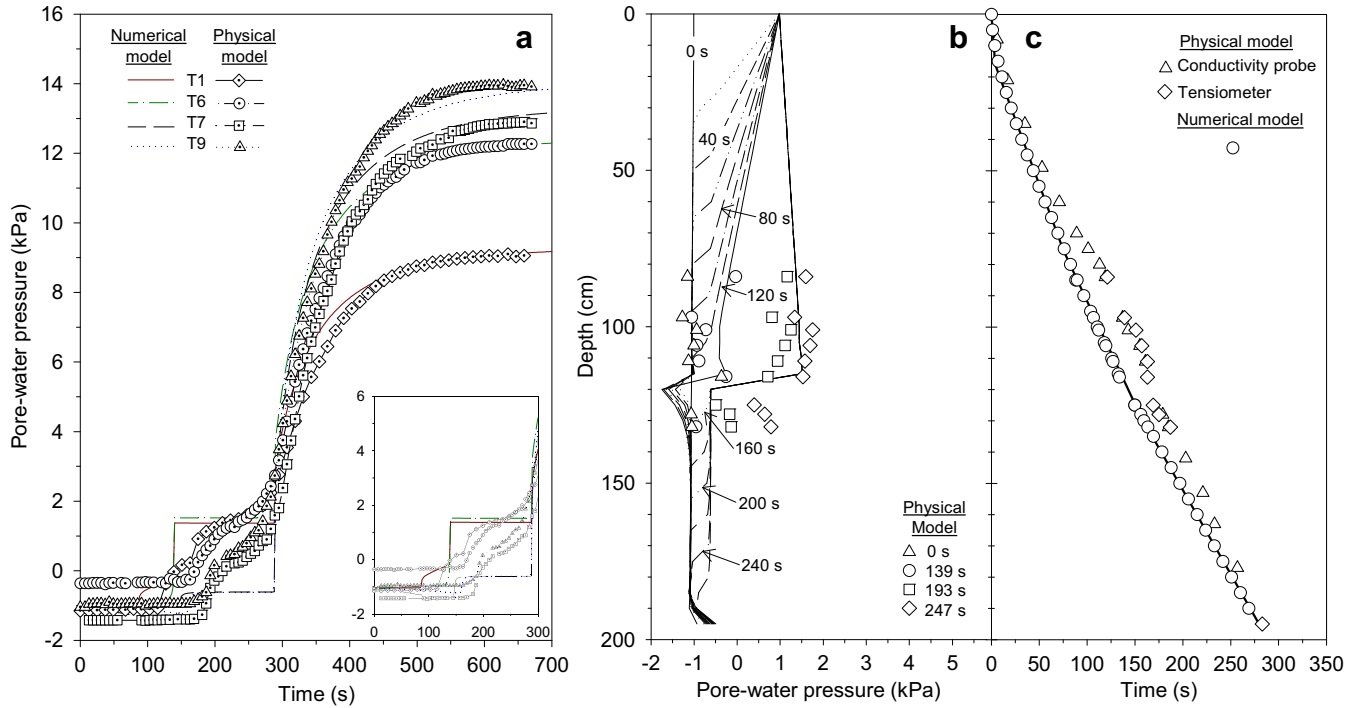 a
Numerical model
Physical model
T1
T6
T7
T9
16
14
12
10
8
6
4
2
0
-2
Pore-water pressure (kPa)
0 100 200 300 400 500 600 700
Time (s)
6
4
2
0
-2
0 100 200 300
b
0
50
100
150
200
Depth (cm)
0 s
40 s
80 s
120 s
160 s
200 s
240 s
Physical Model
0 s
139 s
193 s
247 s
-2 -1 0 1 2 3 4 5
Pore-water pressure (kPa)
c
Physical model
Conductivity probe
Tensiometer
Numerical model
0 50 100 150 200 250 300 350
Time (s)